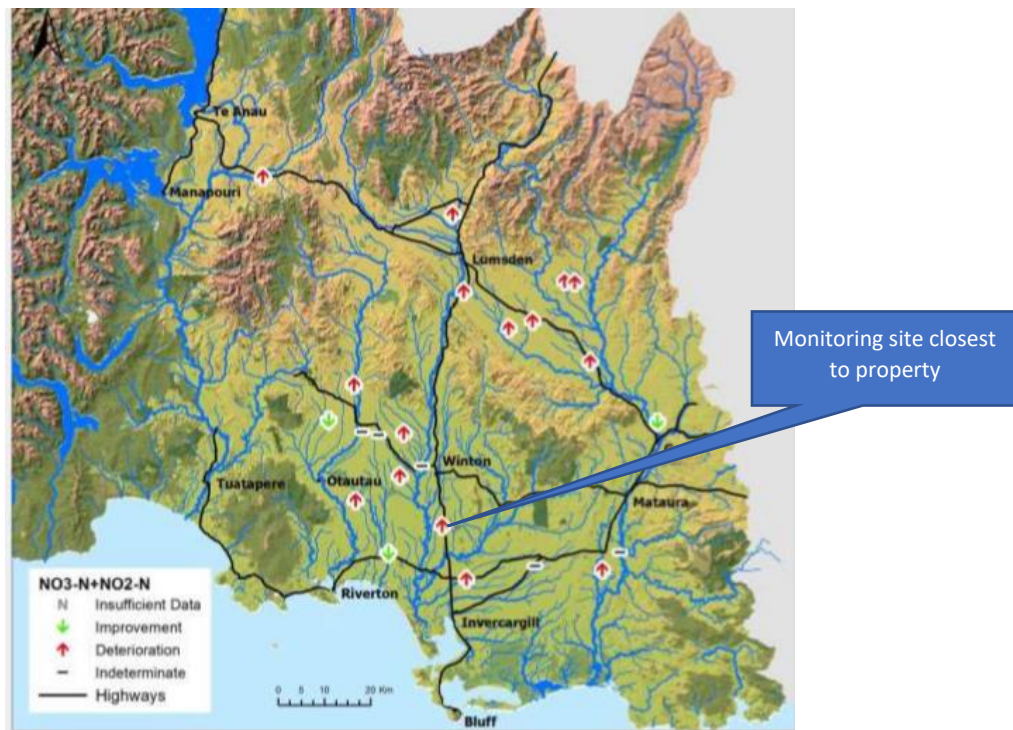 Te Anau
Manapouri
Lumsden
Monitoring site closest
to property
Winton
Tuatapere
Otautau
Mataura
NO3-N+NO2-N
N Insufficient Data
Improvement
Deterioration
Indeterminate
Highways
Riverton
Invercargill
0 5 10 20 Km
Bluff